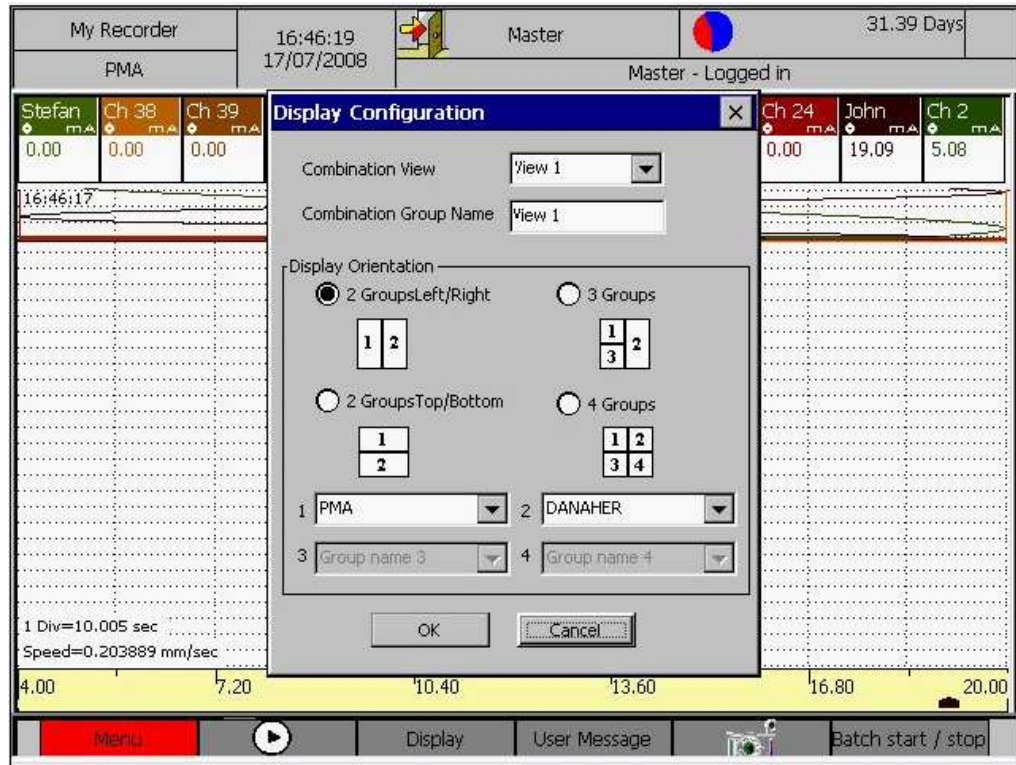 My Recorder
PMA
16:46:19
17/07/2008
Master
31.39 Days
Master - Logged in
Stefan
mA
0.00
Ch 38
mA
0.00
Ch 39
mA
0.00
Ch 24
mA
0.00
John
mA
19.09
Ch 2
mA
5.08
16:46:17
Display Configuration
Combination View
View 1
Combination Group Name
View 1
Display Orientation
2 GroupsLeft/Right
3 Groups
1 2
1 2
3
2 GroupsTop/Bottom
4 Groups
1
2
1 2
3 4
1 PMA
2 DANAHER
3 Group name 3
4 Group name 4
OK
Cancel
1 Div=10.005 sec
Speed=0.203889 mm/sec
4.00 7.20 10.40 13.60 16.80 20.00
Menu
Display
User Message
Batch start / stop